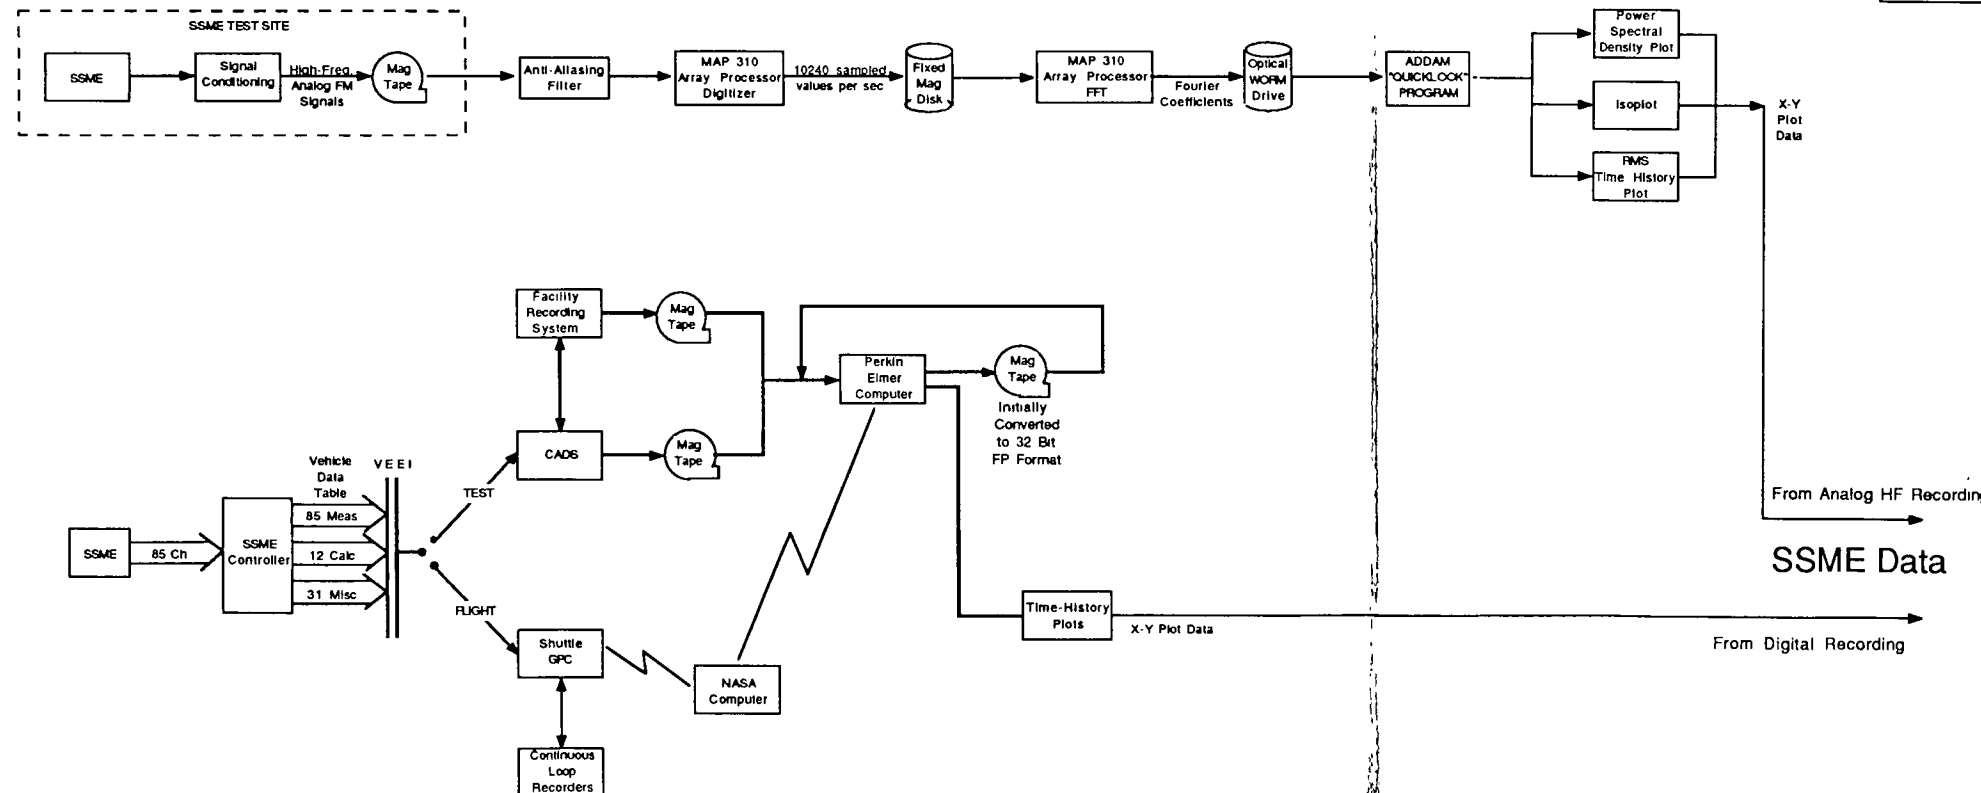 SSME TEST SITE
SSME
Signal
Conditioning
High-Freq.
Analog FM
Signals
Mag
Tape
Anti-Aliasing
Filter
MAP 310
Array Processor
Digitizer
10240 sampled
values per sec
Fixed
Mag
Disk
MAP 310
Array Processor
FFT
Fourier
Coefficients
Optical
WORM
Drive
ADDAM
"QUICKLOCK"
PROGRAM
Power
Spectral
Density Plot
Isoplot
RMS
Time History
Plot
X-Y
Plot
Data
Facility
Recording
System
Mag
Tape
CADS
Mag
Tape
Perkin
Elmer
Computer
Mag
Tape
Initially
Converted
to 32 Bit
FP Format
SSME
85 Ch
SSME
Controller
Vehicle
Data
Table
85 Meas
12 Calc
31 Misc
VEEI
TEST
FLIGHT
Shuttle
GPC
Continuous
Loop
Recorders
NASA
Computer
Time-History
Plots
X-Y Plot Data
From Analog HF Recording
SSME Data
From Digital Recording